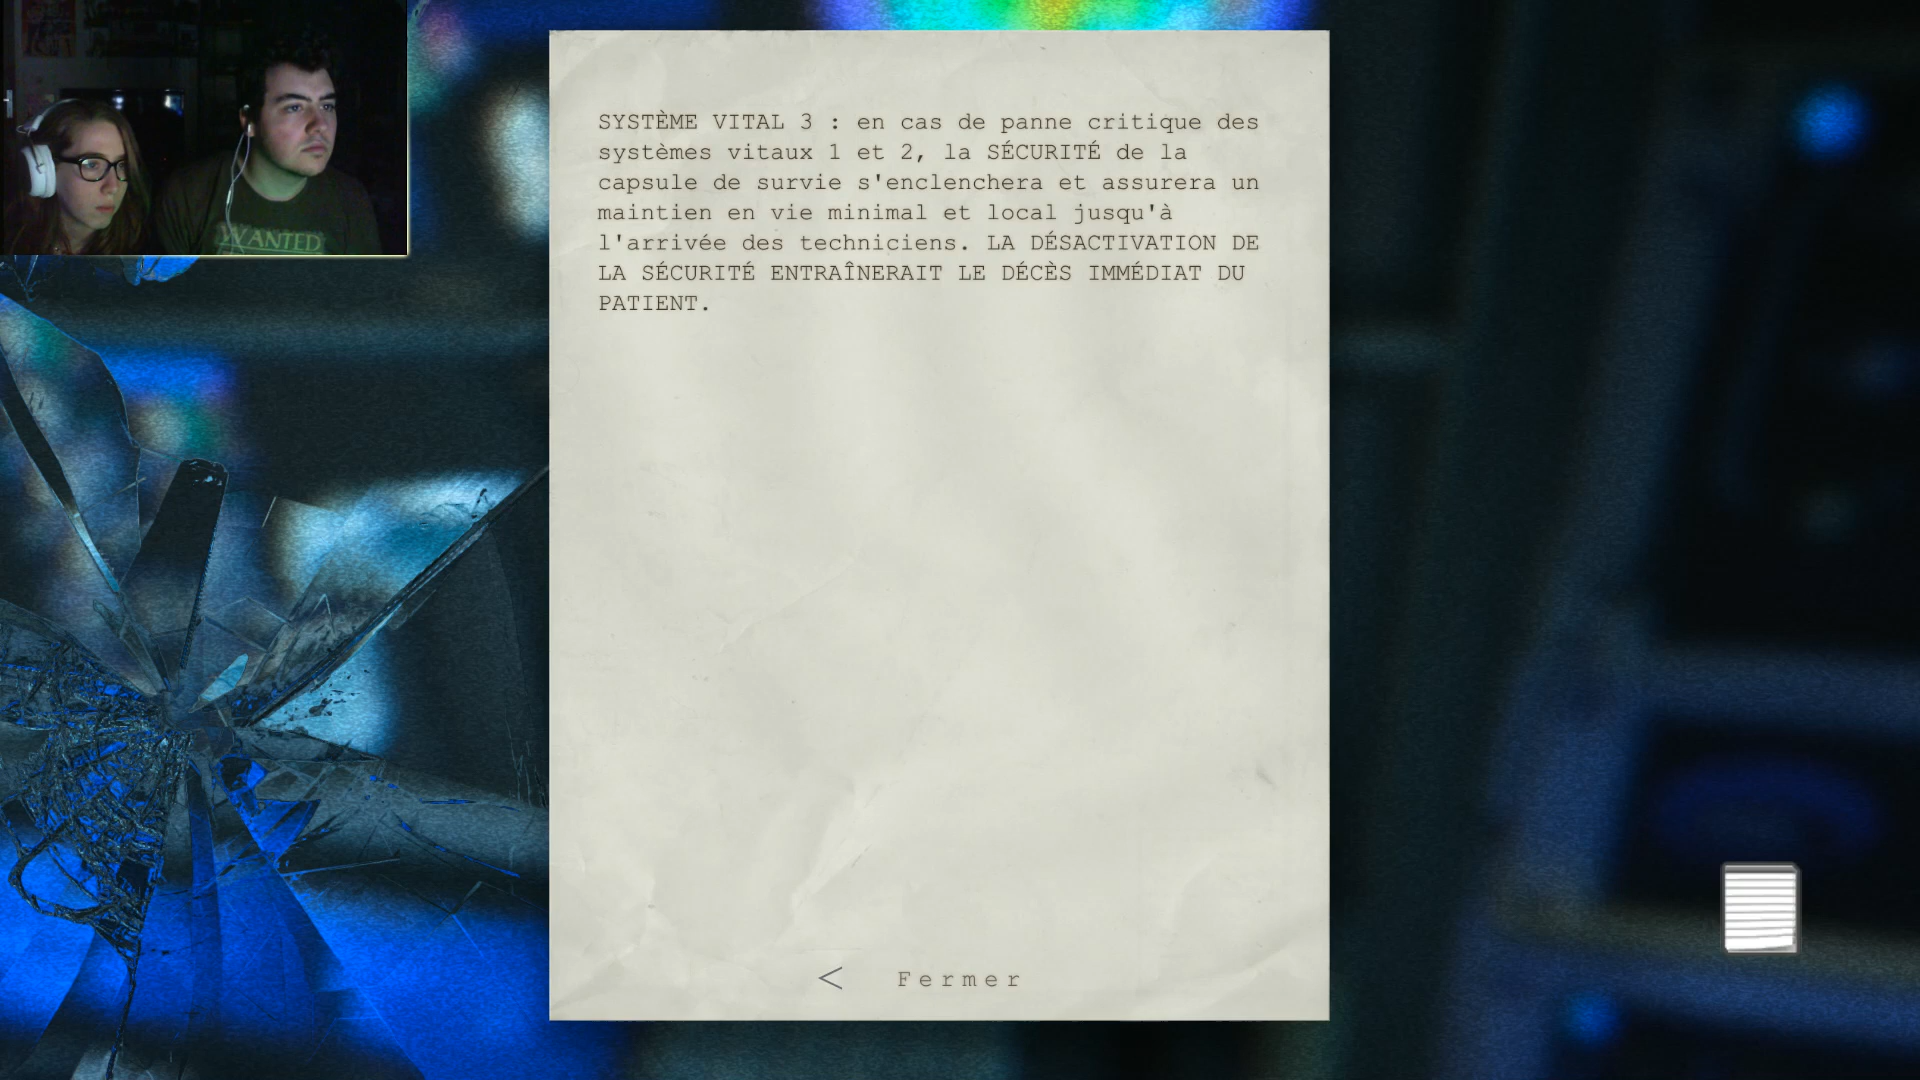 SYSTÈME VITAL 3 : en cas de panne critique des
systèmes vitaux 1 et 2, la SÉCURITÉ de la
capsule de survie s'enclenchera et assurera un
maintien en vie minimal et local jusqu'à
l'arrivée des techniciens. LA DÉSACTIVATION DE
LA SÉCURITÉ ENTRAÎNERAIT LE DÉCÈS IMMÉDIAT DU
PATIENT.
< Fermer
WANTED